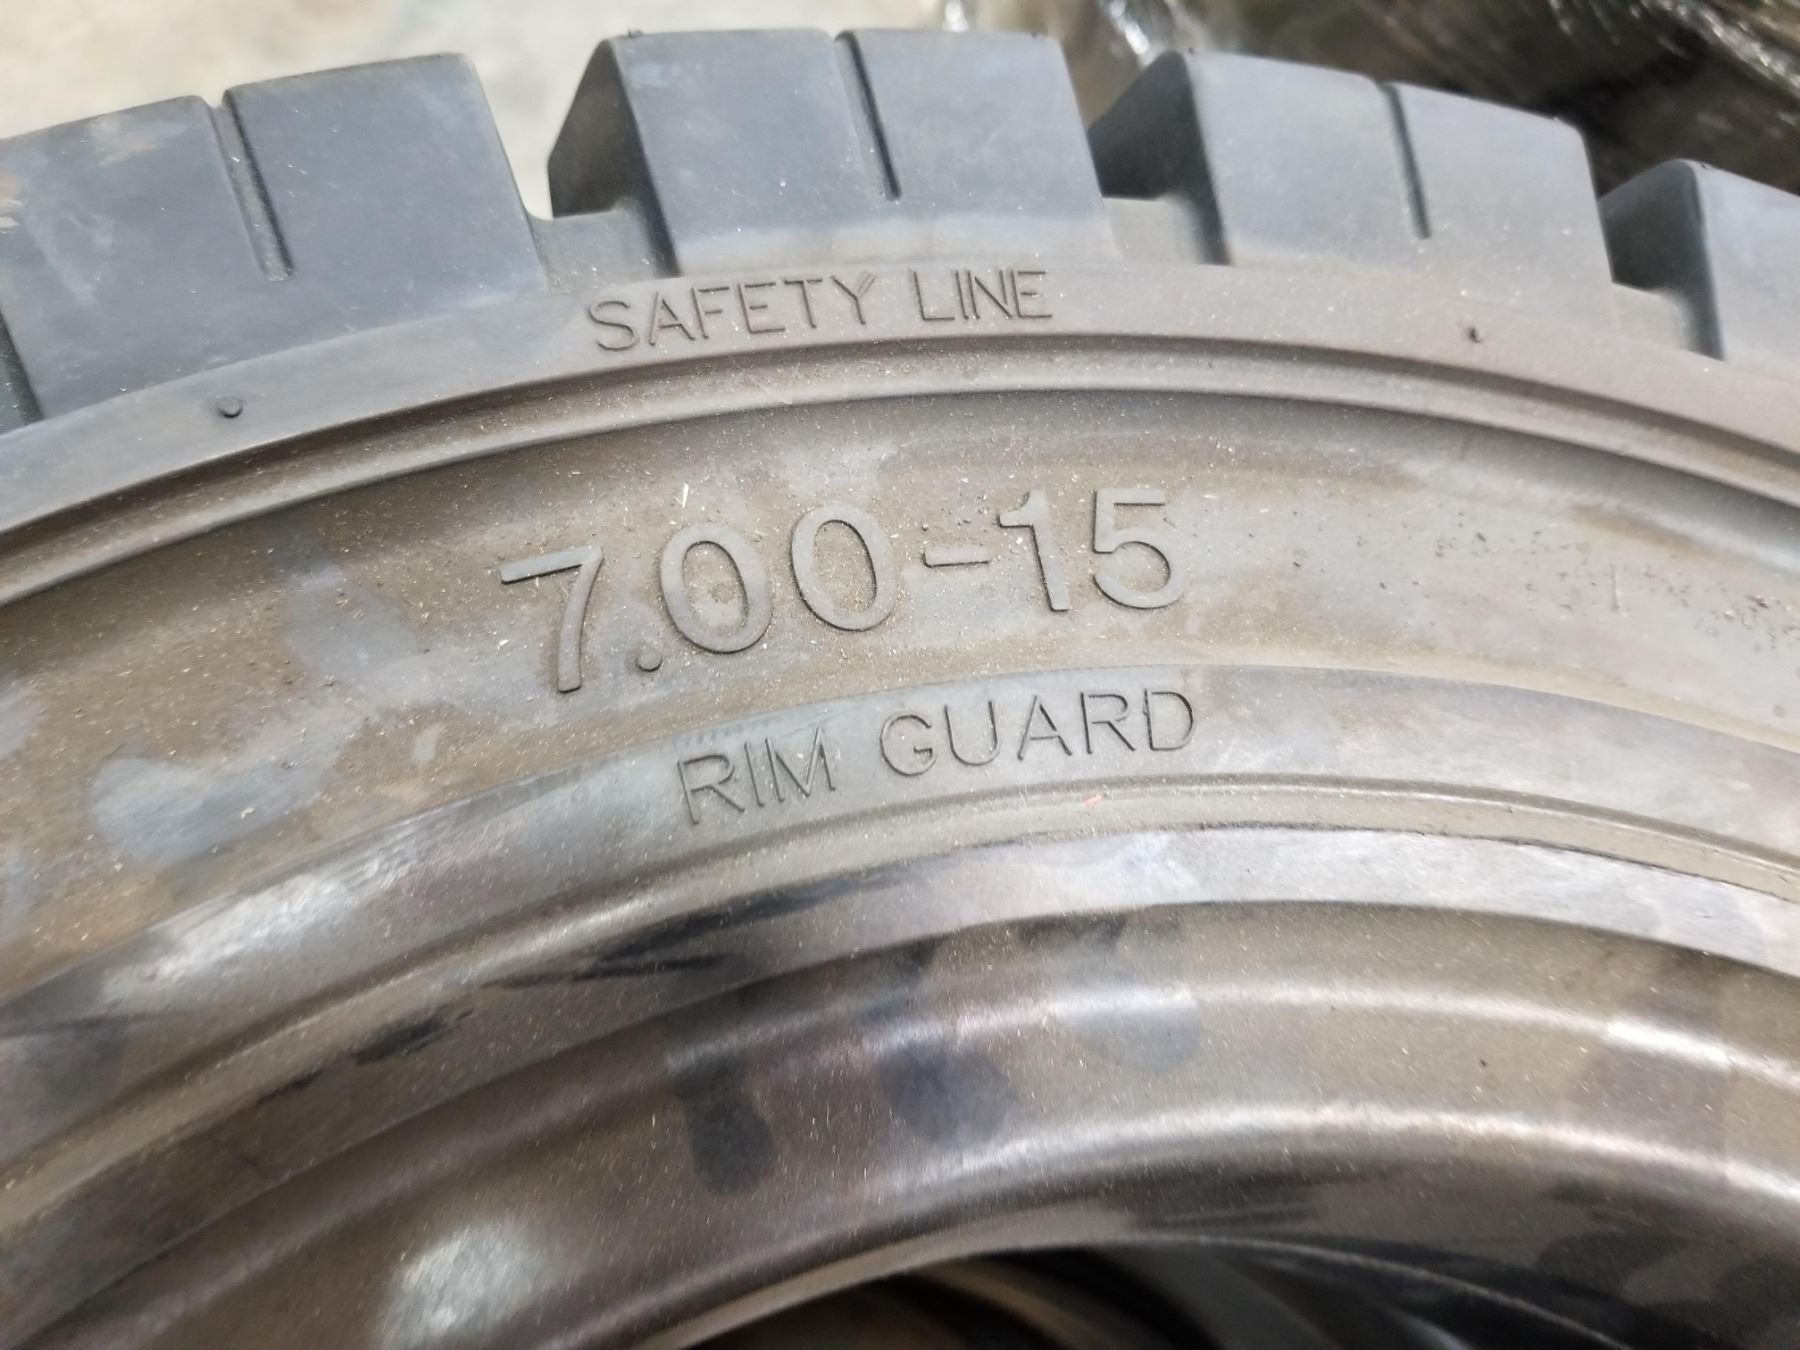 SAFETY LINE
7.00-15
RIM GUARD